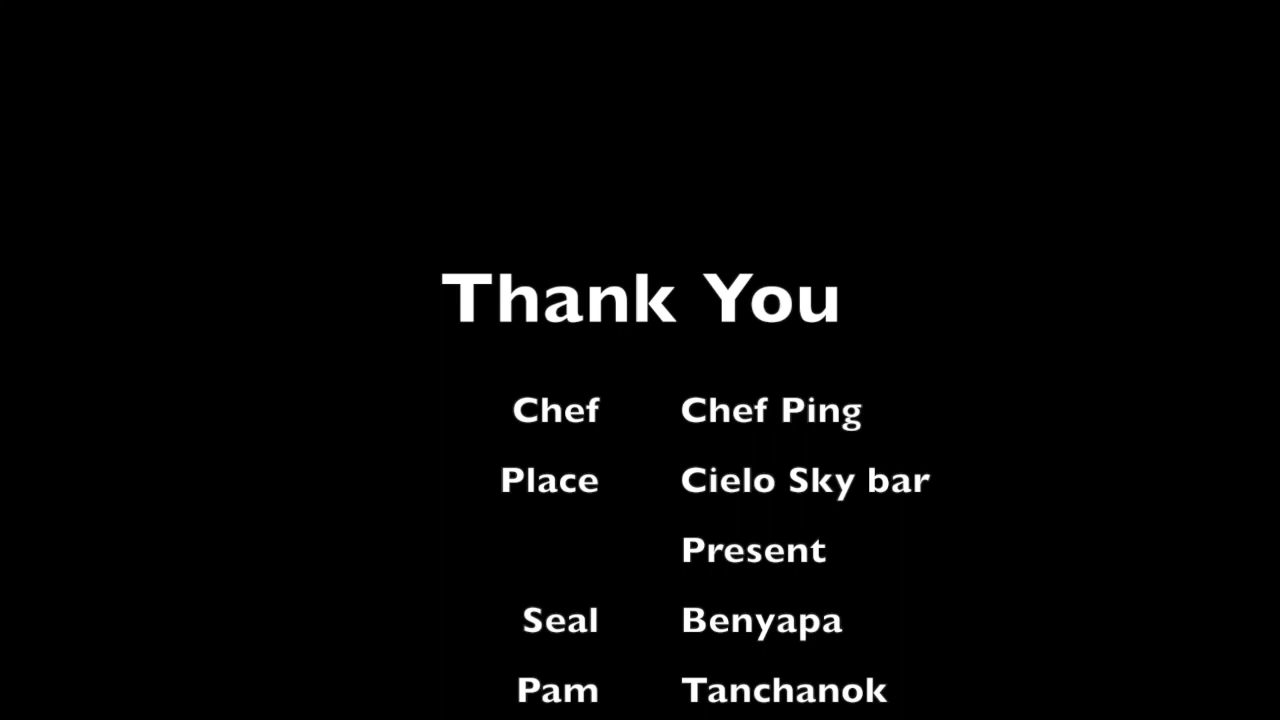 Thank You
Chef Chef Ping
Place Cielo Sky bar
Present
Seal Benyapa
Pam Tanchanok